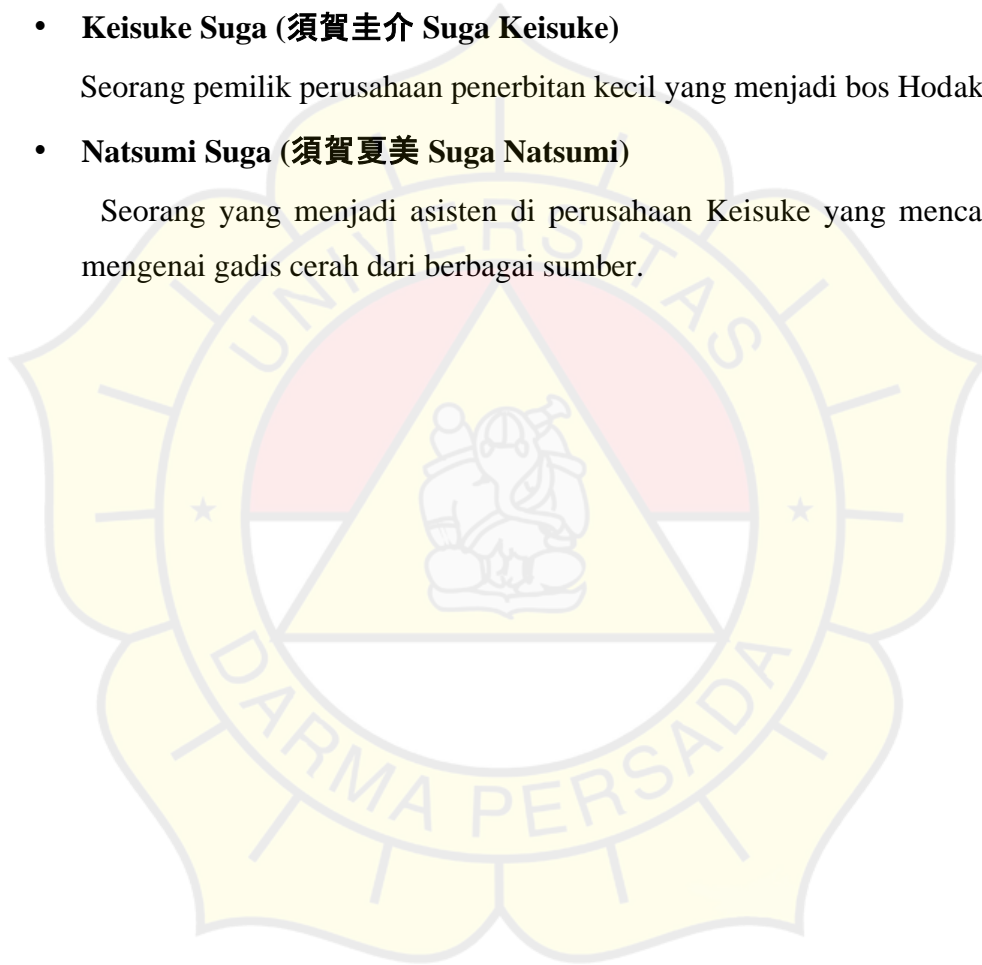 • Keisuke Suga (須賀圭介 Suga Keisuke)
Seorang pemilik perusahaan penerbitan kecil yang menjadi bos Hodak
• Natsumi Suga (須賀夏美 Suga Natsumi)
Seorang yang menjadi asisten di perusahaan Keisuke yang menca
mengenai gadis cerah dari berbagai sumber.
UNIVERSITAS
DARMA PERSADA